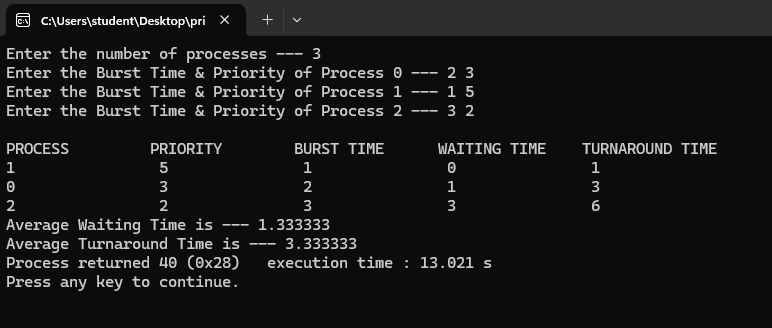 C:\Users\student\Desktop\pri
Enter the number of processes --- 3
Enter the Burst Time & Priority of Process 0 --- 2 3
Enter the Burst Time & Priority of Process 1 --- 1 5
Enter the Burst Time & Priority of Process 2 --- 3 2
PROCESS PRIORITY BURST TIME WAITING TIME TURNAROUND TIME
1 5 1 0 1
0 3 2 1 3
2 2 3 3 6
Average Waiting Time is --- 1.333333
Average Turnaround Time is --- 3.333333
Process returned 40 (0x28) execution time : 13.021 s
Press any key to continue.